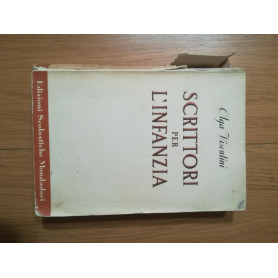 Olga Visentini
SCRITTORI
PER
L'INFANZIA
Edizioni Scolastiche Mondadori